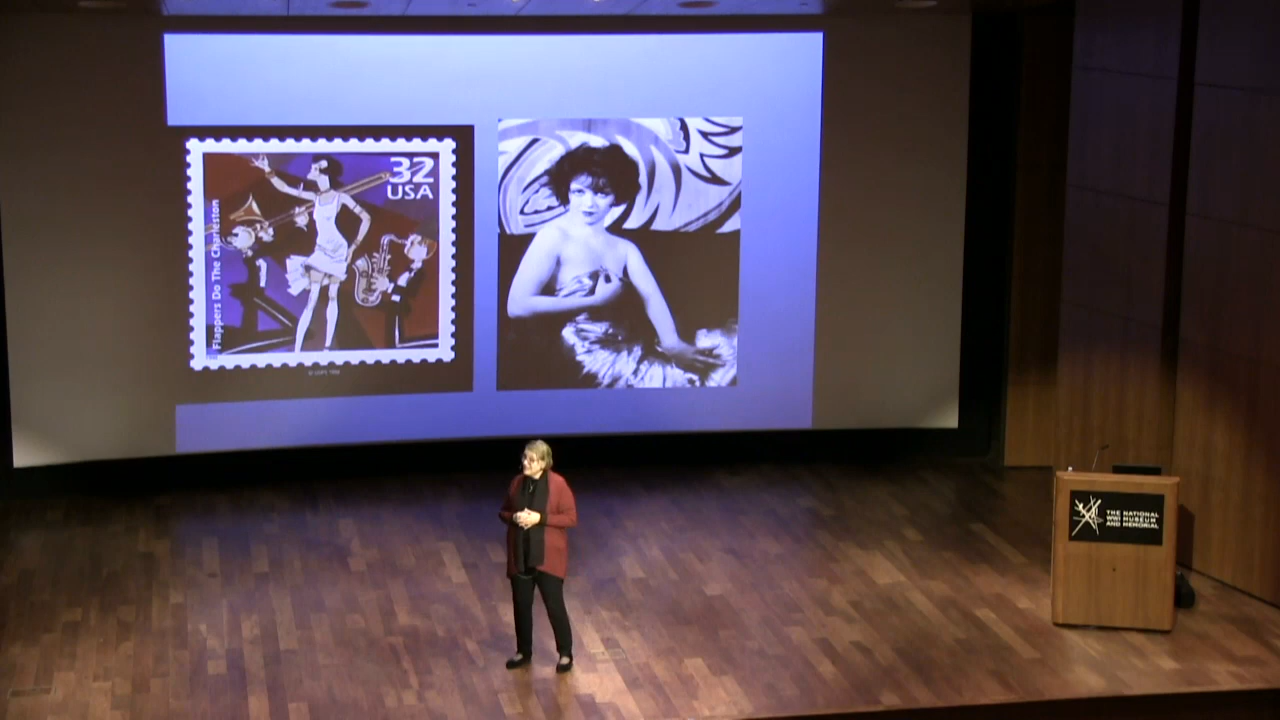 32
USA
Flappers Do The Charleston
THE NATIONAL
WWI MUSEUM
AND MEMORIAL